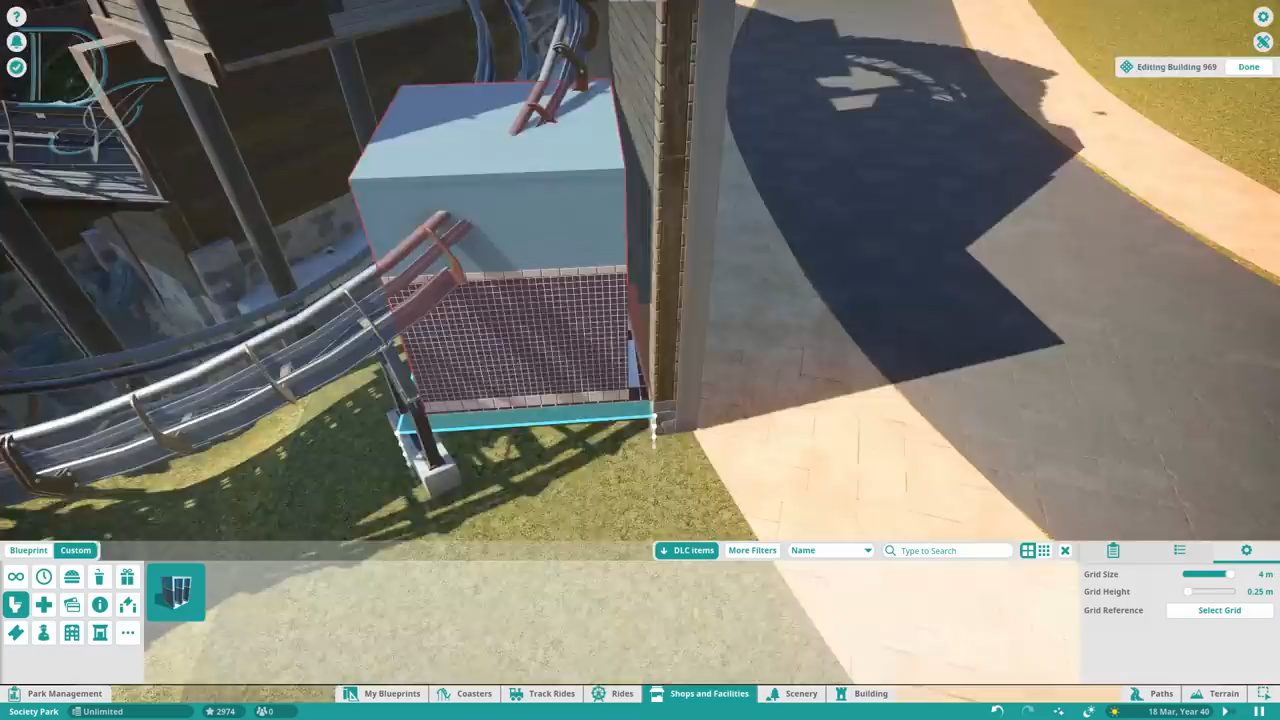 Editing Building 969 Done
Blueprint Custom
DLC items More Filters Name Type to Search
Grid Size 4 m
Grid Height 0.25 m
Grid Reference Select Grid
Park Management My Blueprints Coasters Track Rides Rides Shops and Facilities Scenery Building Paths Terrain
Society Park Unlimited 2974 0 18 Mar, Year 40